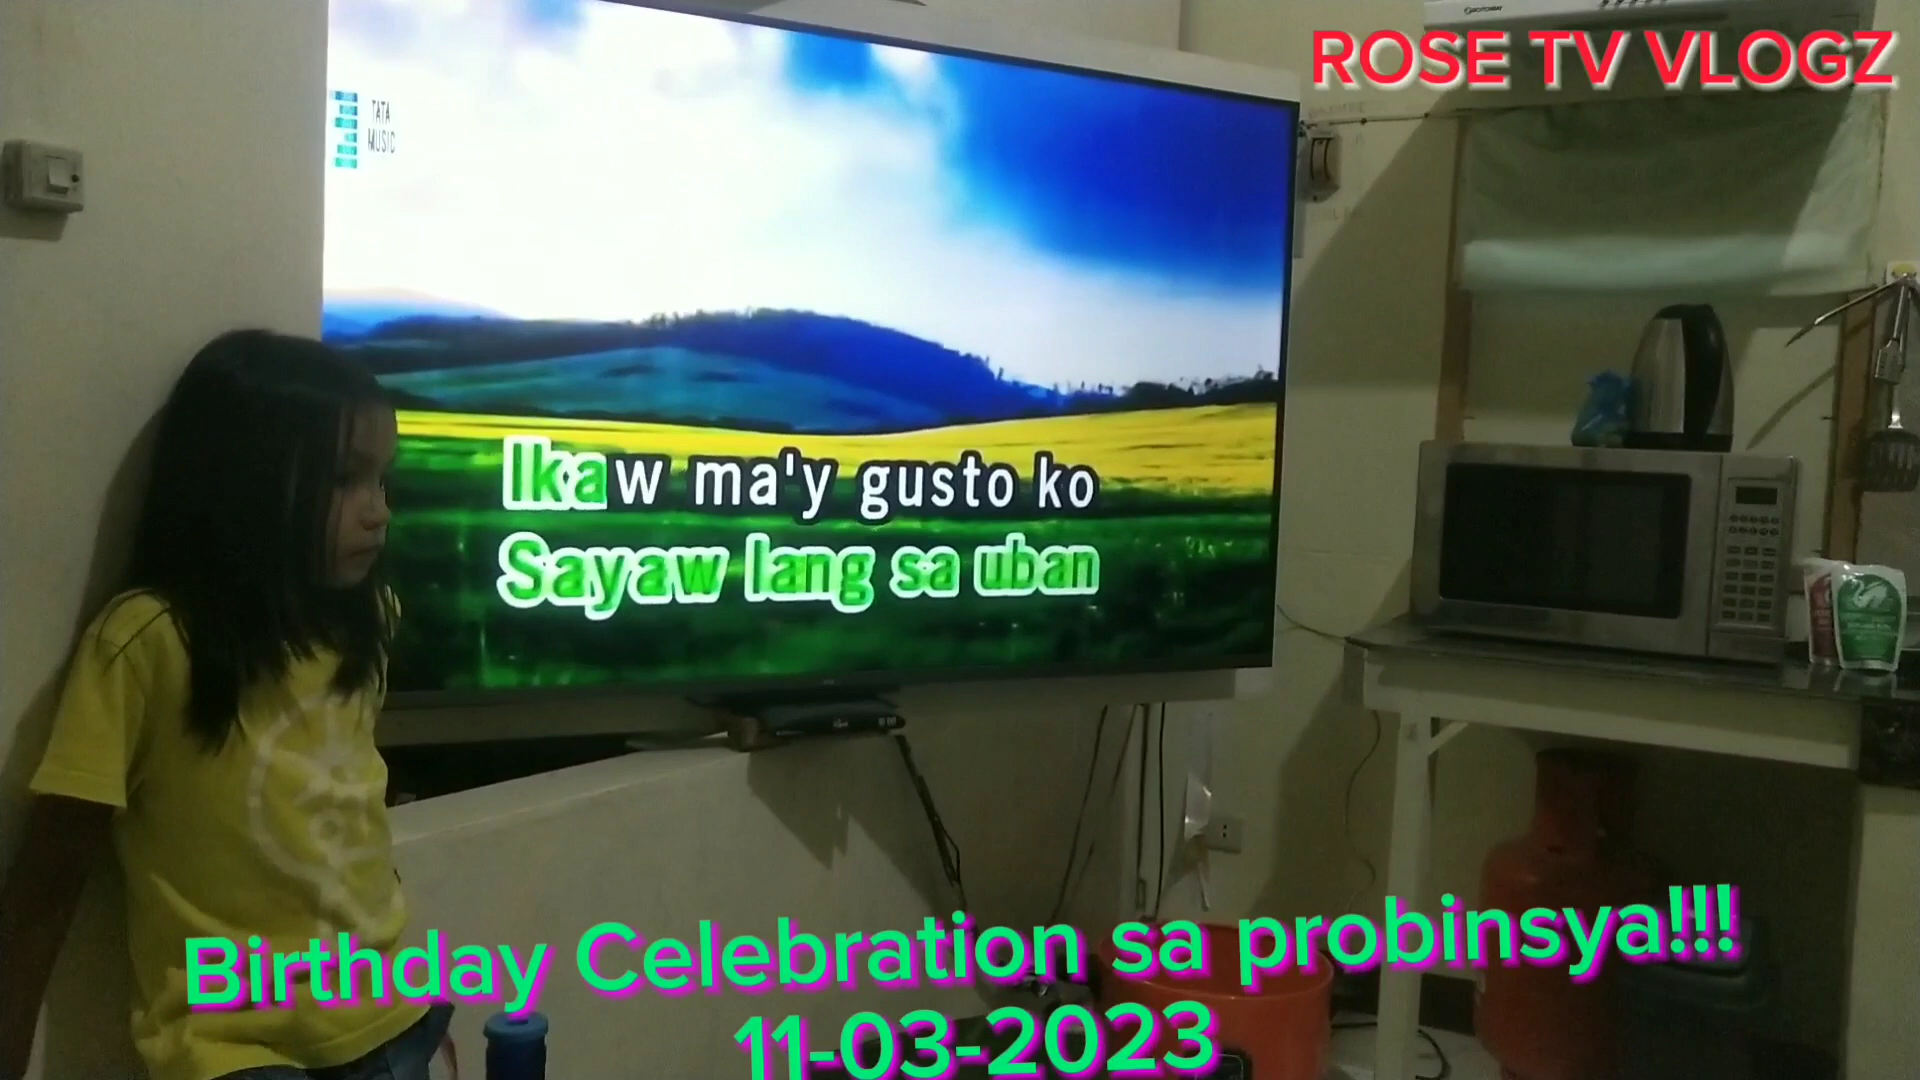 ROSE TV VLOGZ
TATA
MUSIC
Ikaw ma'y gusto ko
Sayaw lang sa uban
Birthday Celebration sa probinsya!!!
11-03-2023